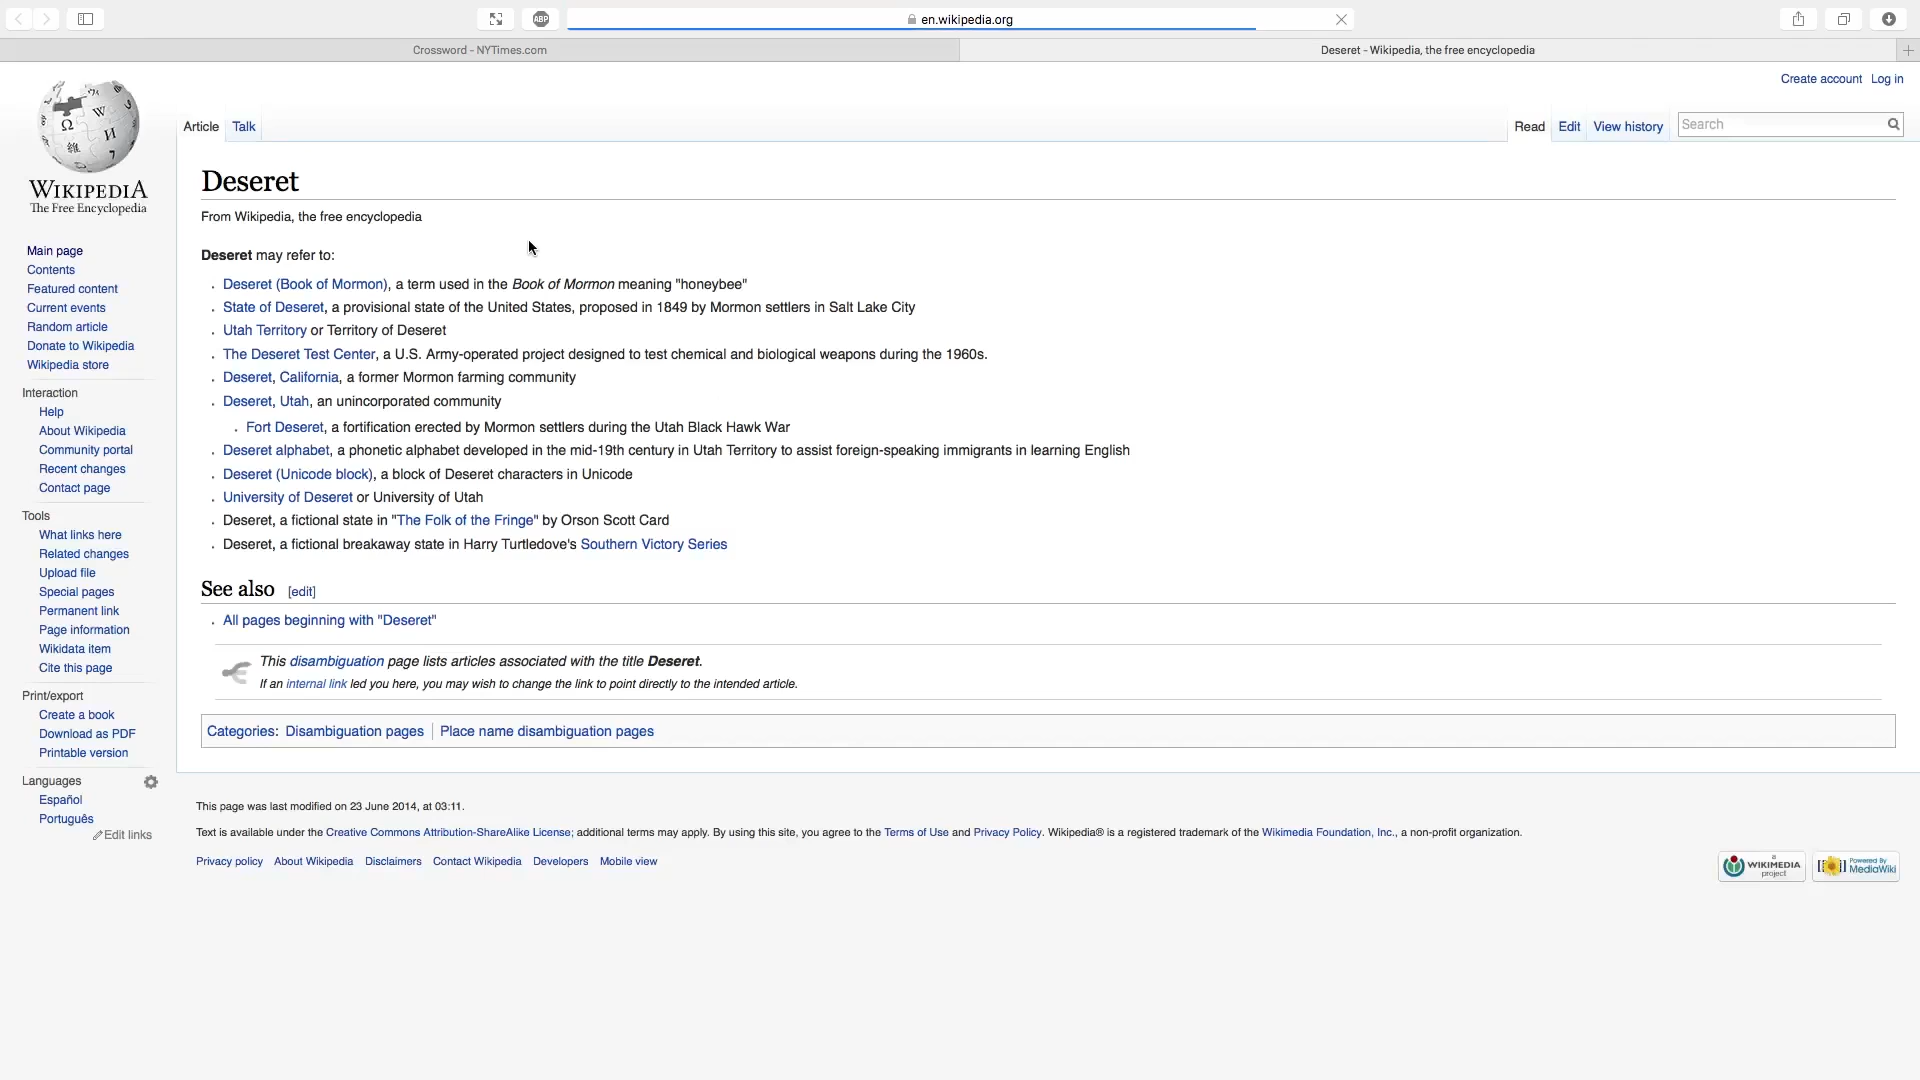 ABP
en.wikipedia.org
Crossword - NYTimes.com
Deseret - Wikipedia, the free encyclopedia
Create account Log in
WIKIPEDIA
The Free Encyclopedia
Article Talk
Read Edit View history Search
Deseret
From Wikipedia, the free encyclopedia
Deseret may refer to:
Deseret (Book of Mormon), a term used in the Book of Mormon meaning "honeybee"
State of Deseret, a provisional state of the United States, proposed in 1849 by Mormon settlers in Salt Lake City
Utah Territory or Territory of Deseret
The Deseret Test Center, a U.S. Army-operated project designed to test chemical and biological weapons during the 1960s.
Deseret, California, a former Mormon farming community
Deseret, Utah, an unincorporated community
Fort Deseret, a fortification erected by Mormon settlers during the Utah Black Hawk War
Deseret alphabet, a phonetic alphabet developed in the mid-19th century in Utah Territory to assist foreign-speaking immigrants in learning English
Deseret (Unicode block), a block of Deseret characters in Unicode
University of Deseret or University of Utah
Deseret, a fictional state in "The Folk of the Fringe" by Orson Scott Card
Deseret, a fictional breakaway state in Harry Turtledove's Southern Victory Series
See also [edit]
All pages beginning with "Deseret"
This disambiguation page lists articles associated with the title Deseret.
If an internal link led you here, you may wish to change the link to point directly to the intended article.
Categories: Disambiguation pages | Place name disambiguation pages
Main page
Contents
Featured content
Current events
Random article
Donate to Wikipedia
Wikipedia store
Interaction
Help
About Wikipedia
Community portal
Recent changes
Contact page
Tools
What links here
Related changes
Upload file
Special pages
Permanent link
Page information
Wikidata item
Cite this page
Print/export
Create a book
Download as PDF
Printable version
Languages
Español
Português
Edit links
This page was last modified on 23 June 2014, at 03:11.
Text is available under the Creative Commons Attribution-ShareAlike License; additional terms may apply. By using this site, you agree to the Terms of Use and Privacy Policy. Wikipedia® is a registered trademark of the Wikimedia Foundation, Inc., a non-profit organization.
Privacy policy About Wikipedia Disclaimers Contact Wikipedia Developers Mobile view
a
WIKIMEDIA
project
Powered By
MediaWiki